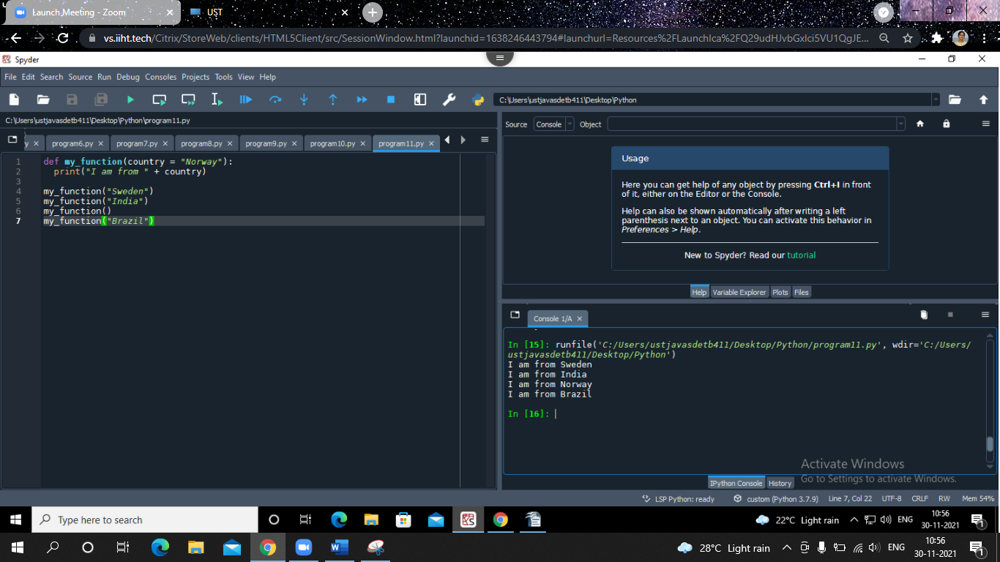 Launch Meeting - Zoom
UST
vs.iiht.tech/Citrix/StoreWeb/clients/HTML5Client/src/SessionWindow.html?launchid=1638246443794#launchurl=Resources%2FLaunchIca%2FQ29udHJvbGxlci5VU1QgJE...
Spyder
File Edit Search Source Run Debug Consoles Projects Tools View Help
C:\Users\ustjavasdetb411\Desktop\Python
C:\Users\ustjavasdetb411\Desktop\Python\program11.py
y program6.py program7.py program8.py program9.py program10.py program11.py
1 def my_function(country = "Norway"):
2 print("I am from " + country)
3
4 my_function("Sweden")
5 my_function("India")
6 my_function()
7 my_function("Brazil")
Source Console Object
Usage
Here you can get help of any object by pressing Ctrl+I in front
of it, either on the Editor or the Console.
Help can also be shown automatically after writing a left
parenthesis next to an object. You can activate this behavior in
Preferences > Help.
New to Spyder? Read our tutorial
Help Variable Explorer Plots Files
Console 1/A
In [15]: runfile('C:/Users/ustjavasdetb411/Desktop/Python/program11.py', wdir='C:/Users/
ustjavasdetb411/Desktop/Python')
I am from Sweden
I am from India
I am from Norway
I am from Brazil
In [16]:
Activate Windows
Go to Settings to activate Windows.
IPython Console History
LSP Python: ready custom (Python 3.7.9) Line 7, Col 22 UTF-8 CRLF RW Mem 54%
Type here to search
22°C Light rain ENG 10:56
30-11-2021
1
28°C Light rain ENG 10:56
30-11-2021
1